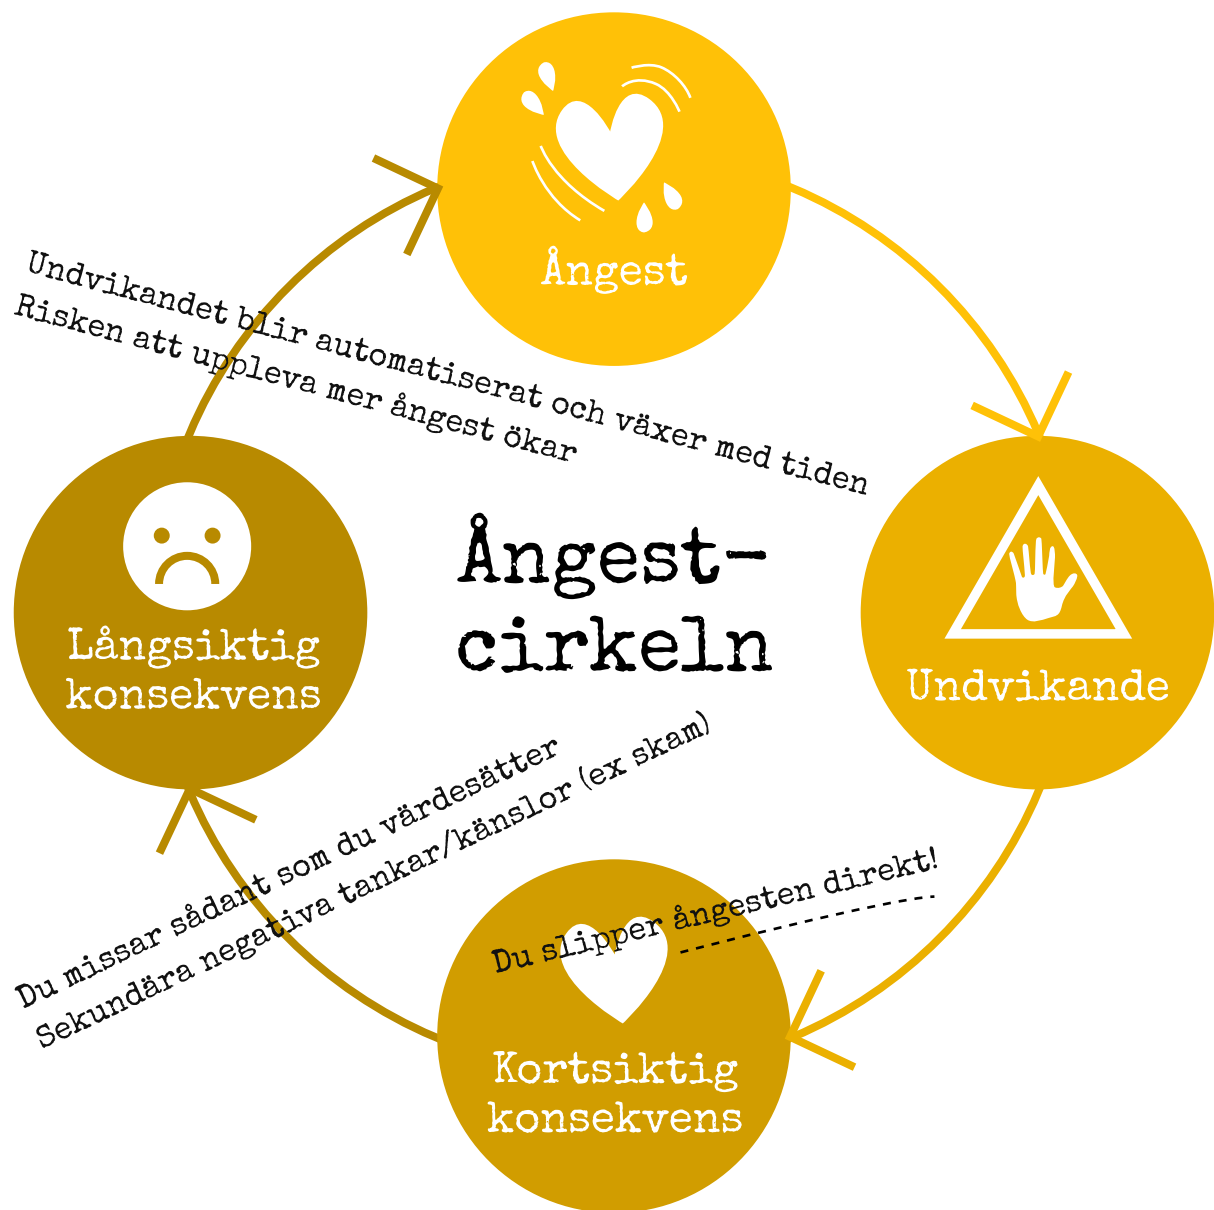 Ångest
Undvikandet blir automatiserat och växer med tiden
Risken att uppleva mer ångest ökar
Ångest-
cirkeln
Långsiktig
konsekvens
Undvikande
Du missar sådant som du värdesätter
Sekundära negativa tankar/känslor (ex skam)
Du slipper ångesten direkt!
Kortsiktig
konsekvens